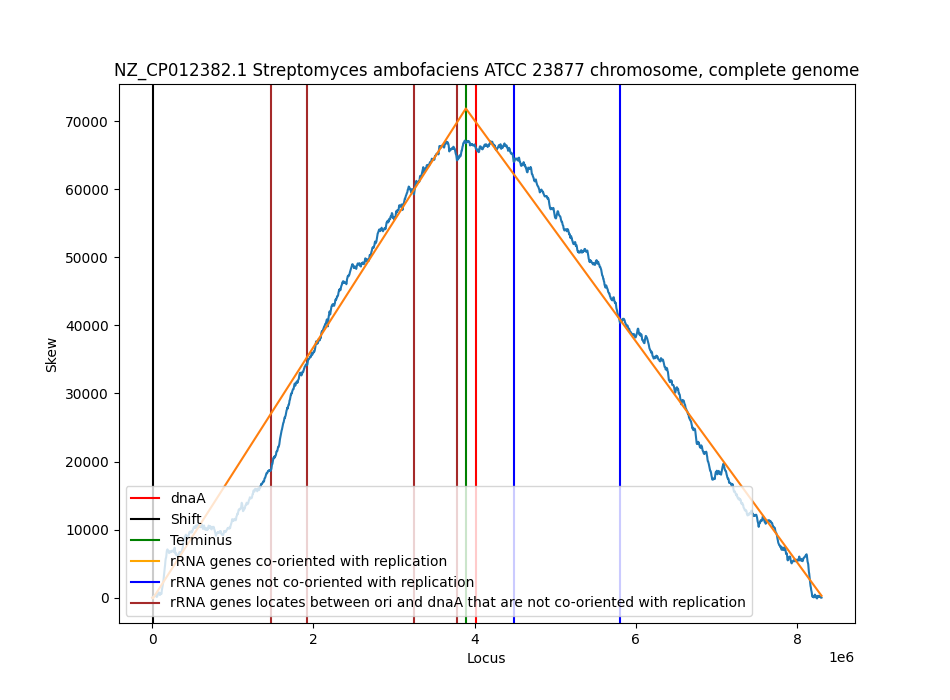 NZ_CP012382.1 Streptomyces ambofaciens ATCC 23877 chromosome, complete genome
Skew
70000
60000
50000
40000
30000
20000
10000
0
dnaA
Shift
Terminus
rRNA genes co-oriented with replication
rRNA genes not co-oriented with replication
rRNA genes locates between ori and dnaA that are not co-oriented with replication
0
2
4
6
8
Locus
1e6